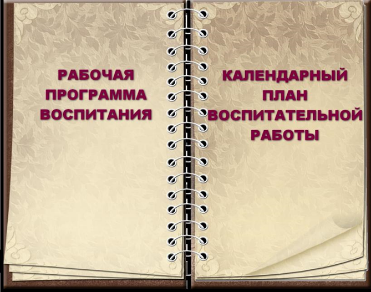 РАБОЧАЯ
ПРОГРАММА
ВОСПИТАНИЯ
КАЛЕНДАРНЫЙ
ПЛАН
ВОСПИТАТЕЛЬНОЙ
РАБОТЫ